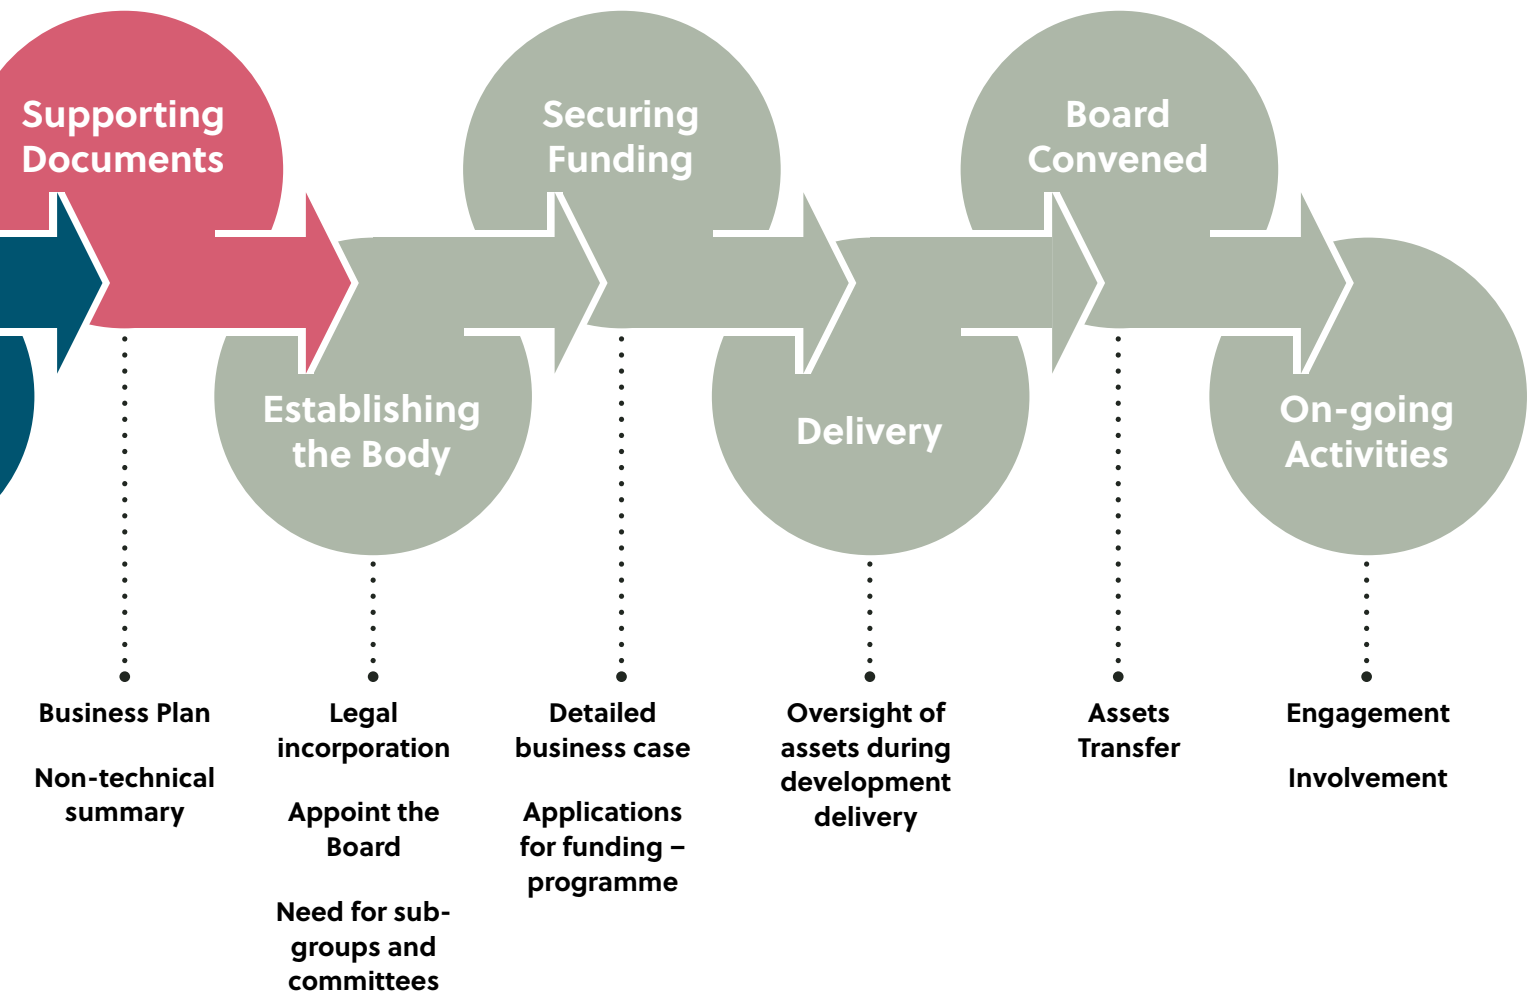 Supporting
Documents
Securing
Funding
Board
Convened
Establishing
the Body
Delivery
On-going
Activities
Business Plan
Non-technical
summary
Legal
incorporation
Appoint the
Board
Need for sub-
groups and
committees
Detailed
business case
Applications
for funding –
programme
Oversight of
assets during
development
delivery
Assets
Transfer
Engagement
Involvement